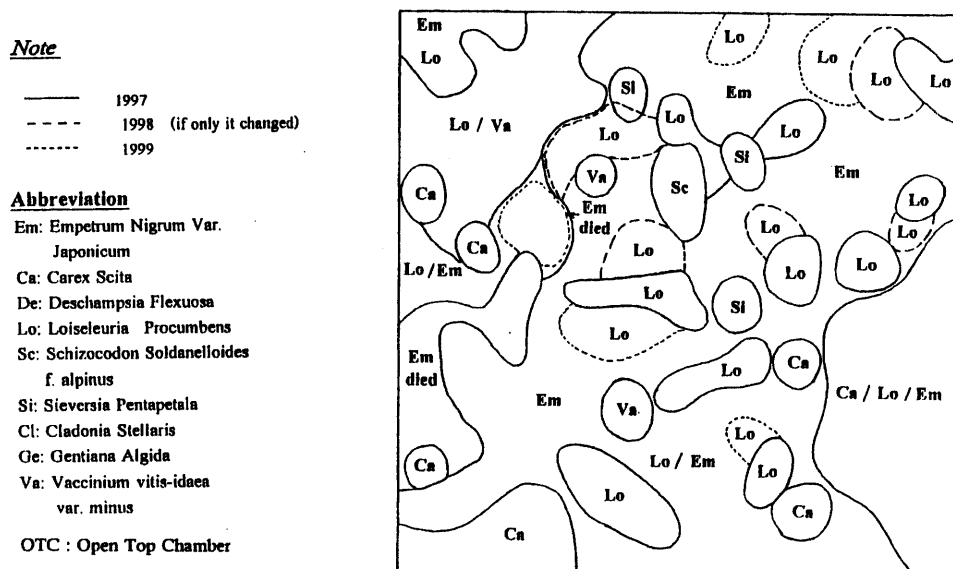 Note
1997
1998 (if only it changed)
1999
Abbreviation
Em: Empetrum Nigrum Var.
Japonicum
Ca: Carex Scita
De: Deschampsia Flexuosa
Lo: Loiseleuria Procumbens
Sc: Schizocodon Soldanelloides
f. alpinus
Si: Sieversia Pentapetala
Cl: Cladonia Stellaris
Ge: Gentiana Algida
Va: Vaccinium vitis-idaea
var. minus
OTC : Open Top Chamber
Em
Lo
Lo
Lo
Lo
Lo
Si
Em
Lo / Va
Lo
Lo
Lo
Si
Ca
Va
Sc
Em
Lo
Em
died
Lo
Lo
Ca
Lo
Lo / Em
Lo
Lo
Lo
Si
Em
died
Lo
Ca
Em
Va
Ca / Lo / Em
Lo
Ca
Lo / Em
Lo
Lo
Ca
Ca